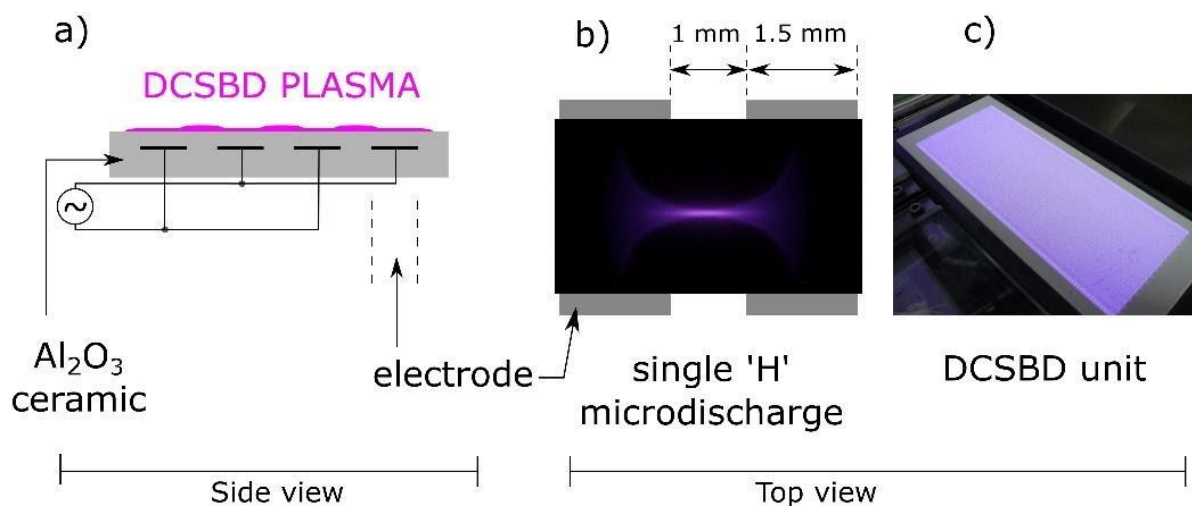 a)
DCSBD PLASMA
~
Al₂O₃
ceramic
electrode
Side view
b)
1 mm
1.5 mm
single 'H'
microdischarge
c)
DCSBD unit
Top view